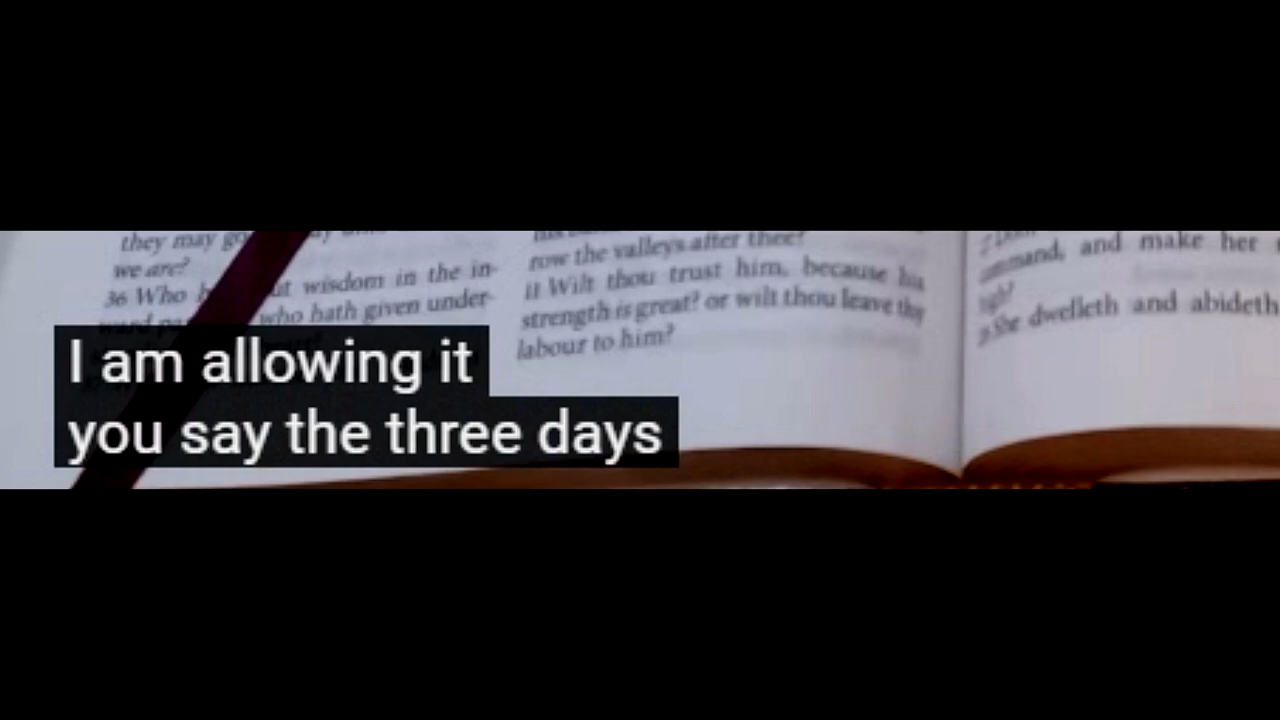 they may go
we are?
36 Who wisdom in the in-
who hath given under-
row the valleys after thee?
11 Wilt thou trust him, because his
strength is great? or wilt thou leave thy
labour to him?
and make her
dwelleth and abideth
I am allowing it
you say the three days